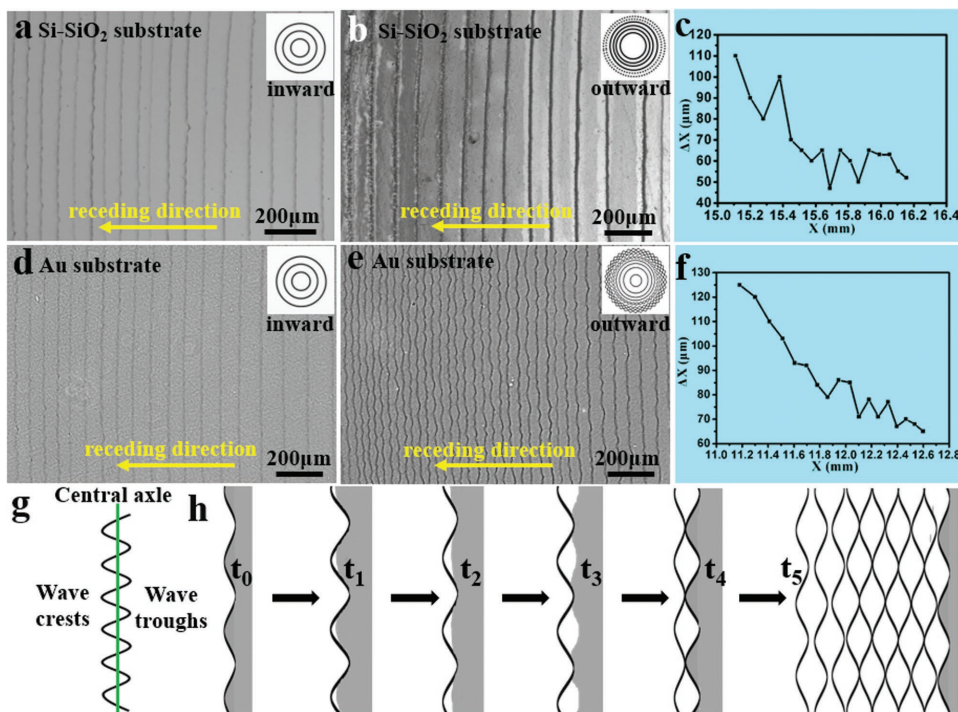 a Si-SiO₂ substrate
inward
receding direction
200μm
b Si-SiO₂ substrate
outward
receding direction
200μm
c
ΔX (μm)
110
100
90
80
70
60
50
40
15.0 15.2 15.4 15.6 15.8 16.0 16.2 16.4
X (mm)
d Au substrate
inward
receding direction
200μm
e Au substrate
outward
receding direction
200μm
f
ΔX (μm)
130
120
110
100
90
80
70
60
11.0 11.2 11.4 11.6 11.8 12.0 12.2 12.4 12.6 12.8
X (mm)
g
Central axle
Wave
crests
Wave
troughs
h
t₀
t₁
t₂
t₃
t₄
t₅